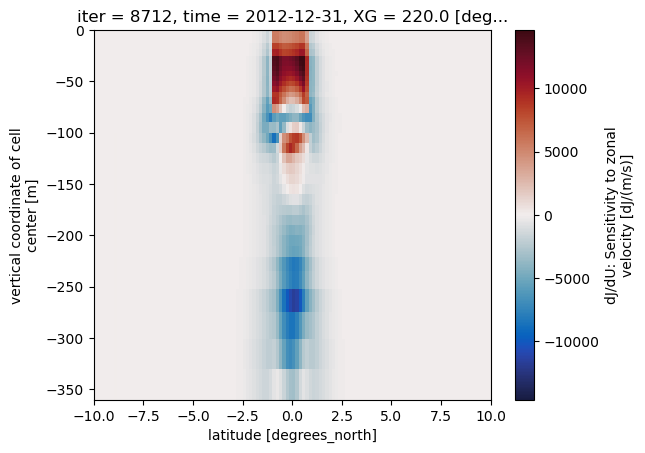 iter = 8712, time = 2012-12-31, XG = 220.0 [deg...
0
−50
−100
−150
−200
−250
−300
−350
vertical coordinate of cell
center [m]
−10.0 −7.5 −5.0 −2.5 0.0 2.5 5.0 7.5 10.0
latitude [degrees_north]
10000
5000
0
−5000
−10000
dJ/dU: Sensitivity to zonal
velocity [dJ/(m/s)]